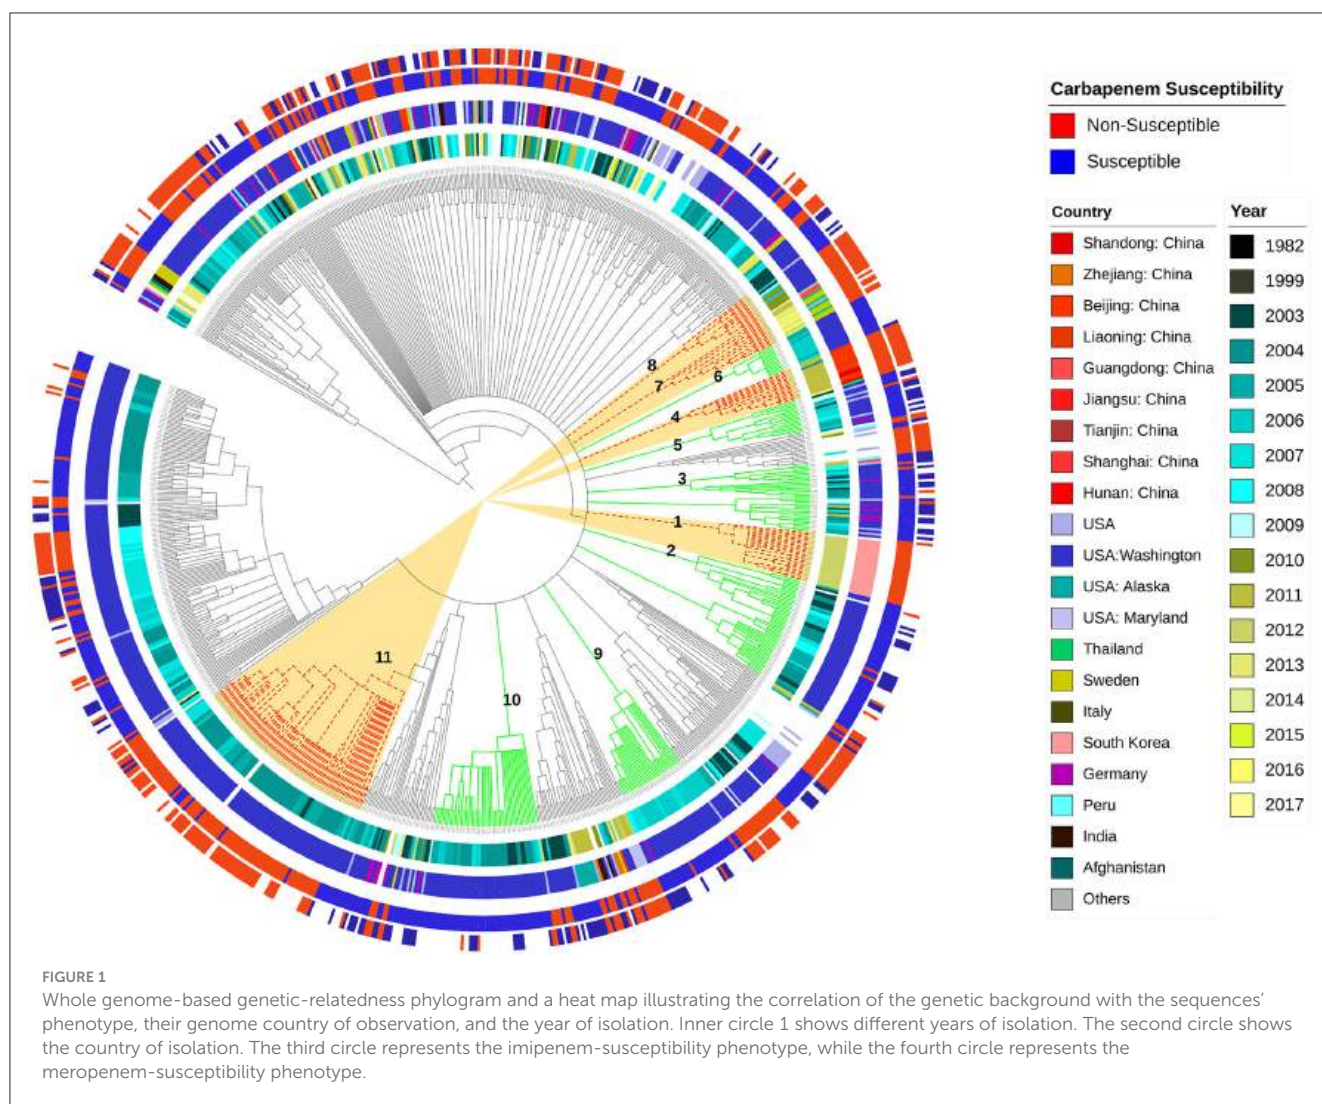 8
7
6
4
5
3
1
2
9
10
11
Carbapenem Susceptibility
Non-Susceptible
Susceptible
Country
Shandong: China
Zhejiang: China
Beijing: China
Liaoning: China
Guangdong: China
Jiangsu: China
Tianjin: China
Shanghai: China
Hunan: China
USA
USA:Washington
USA: Alaska
USA: Maryland
Thailand
Sweden
Italy
South Korea
Germany
Peru
India
Afghanistan
Others
Year
1982
1999
2003
2004
2005
2006
2007
2008
2009
2010
2011
2012
2013
2014
2015
2016
2017
FIGURE 1
Whole genome-based genetic-relatedness phylogram and a heat map illustrating the correlation of the genetic background with the sequences'
phenotype, their genome country of observation, and the year of isolation. Inner circle 1 shows different years of isolation. The second circle shows
the country of isolation. The third circle represents the imipenem-susceptibility phenotype, while the fourth circle represents the
meropenem-susceptibility phenotype.